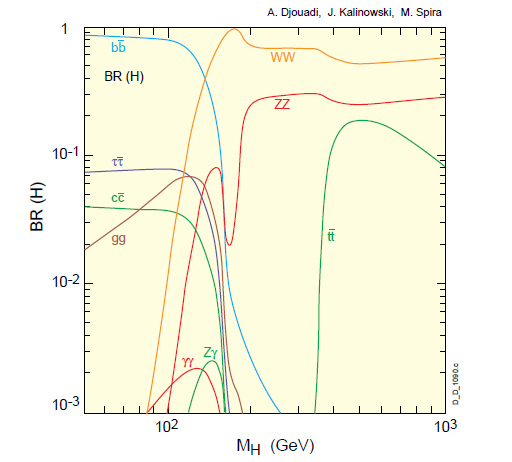 A. Djouadi, J. Kalinowski, M. Spira
1
bb̅
WW
BR (H)
ZZ
10-1
ττ̅
cc̅
gg
BR (H)
tt̅
10-2
Zγ
γγ
10-3
102
103
MH (GeV)
D_D_1090.c